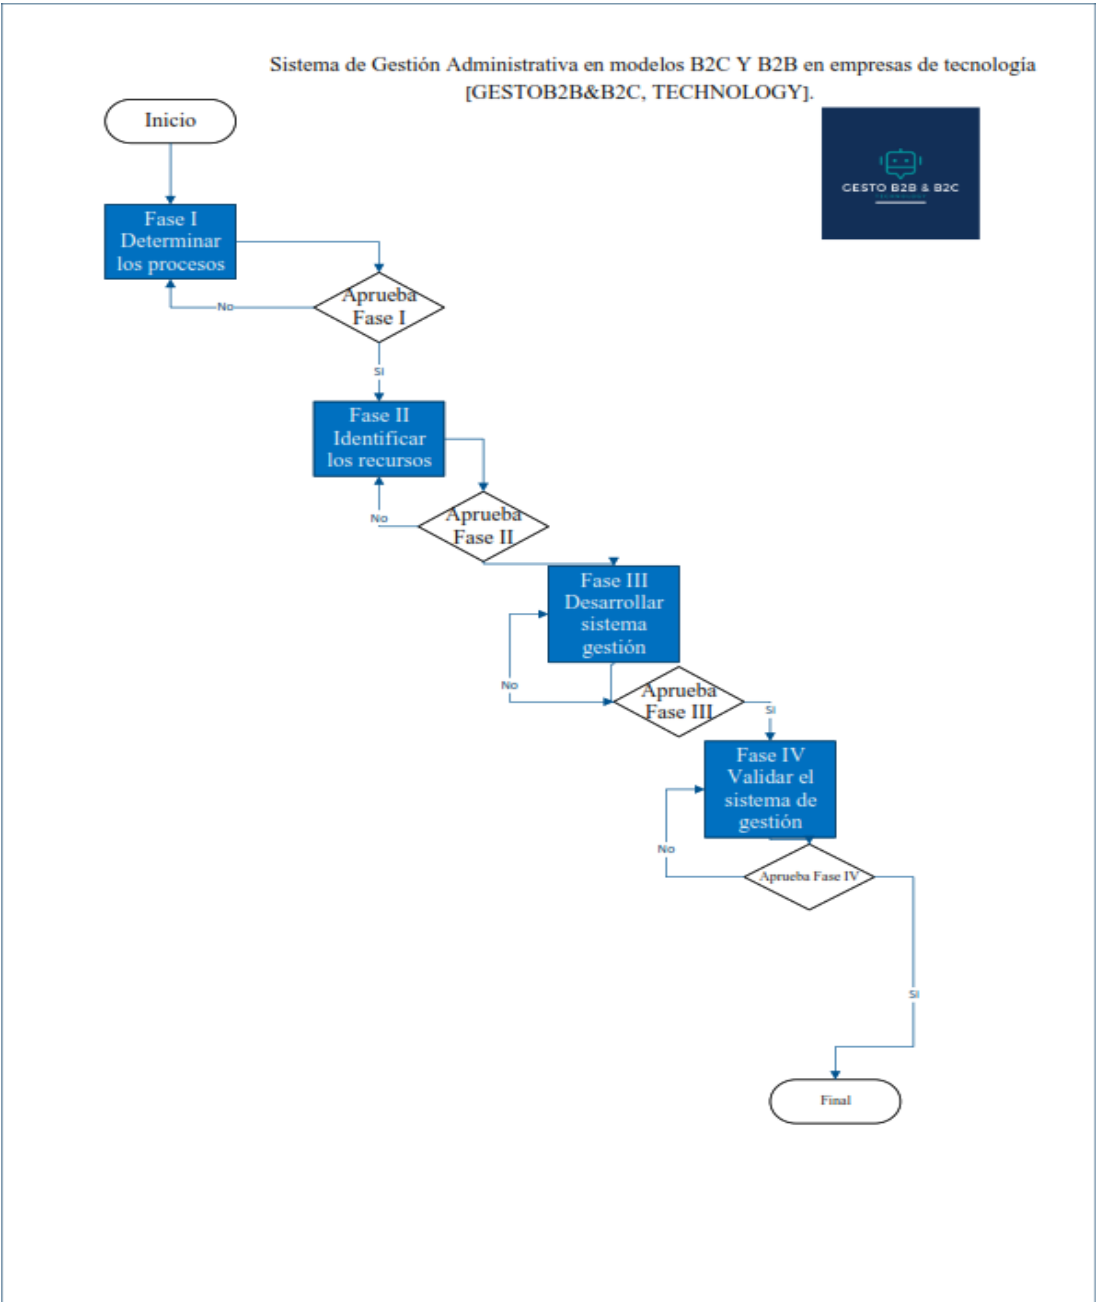 Sistema de Gestión Administrativa en modelos B2C Y B2B en empresas de tecnología
[GESTOB2B&B2C, TECHNOLOGY].
Inicio
GESTO B2B & B2C
Fase I
Determinar
los procesos
Aprueba
Fase I
No
SI
Fase II
Identificar
los recursos
Aprueba
Fase II
No
Fase III
Desarrollar
sistema
gestión
No
Aprueba
Fase III
SI
Fase IV
Validar el
sistema de
gestión
No
Aprueba Fase IV
SI
Final